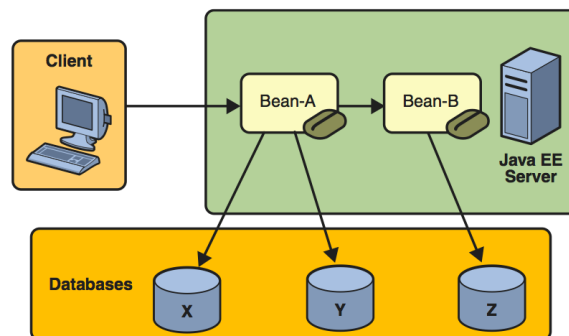 Client
Bean-A
Bean-B
Java EE
Server
Databases
X
Y
Z